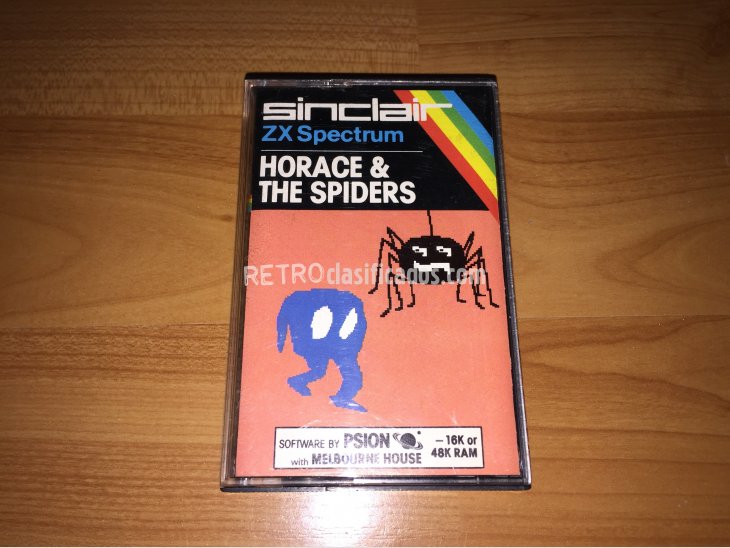 sinclair
ZX Spectrum
HORACE &
THE SPIDERS
RETROclasificados.com
SOFTWARE BY PSION
with MELBOURNE HOUSE
– 16K or
48K RAM